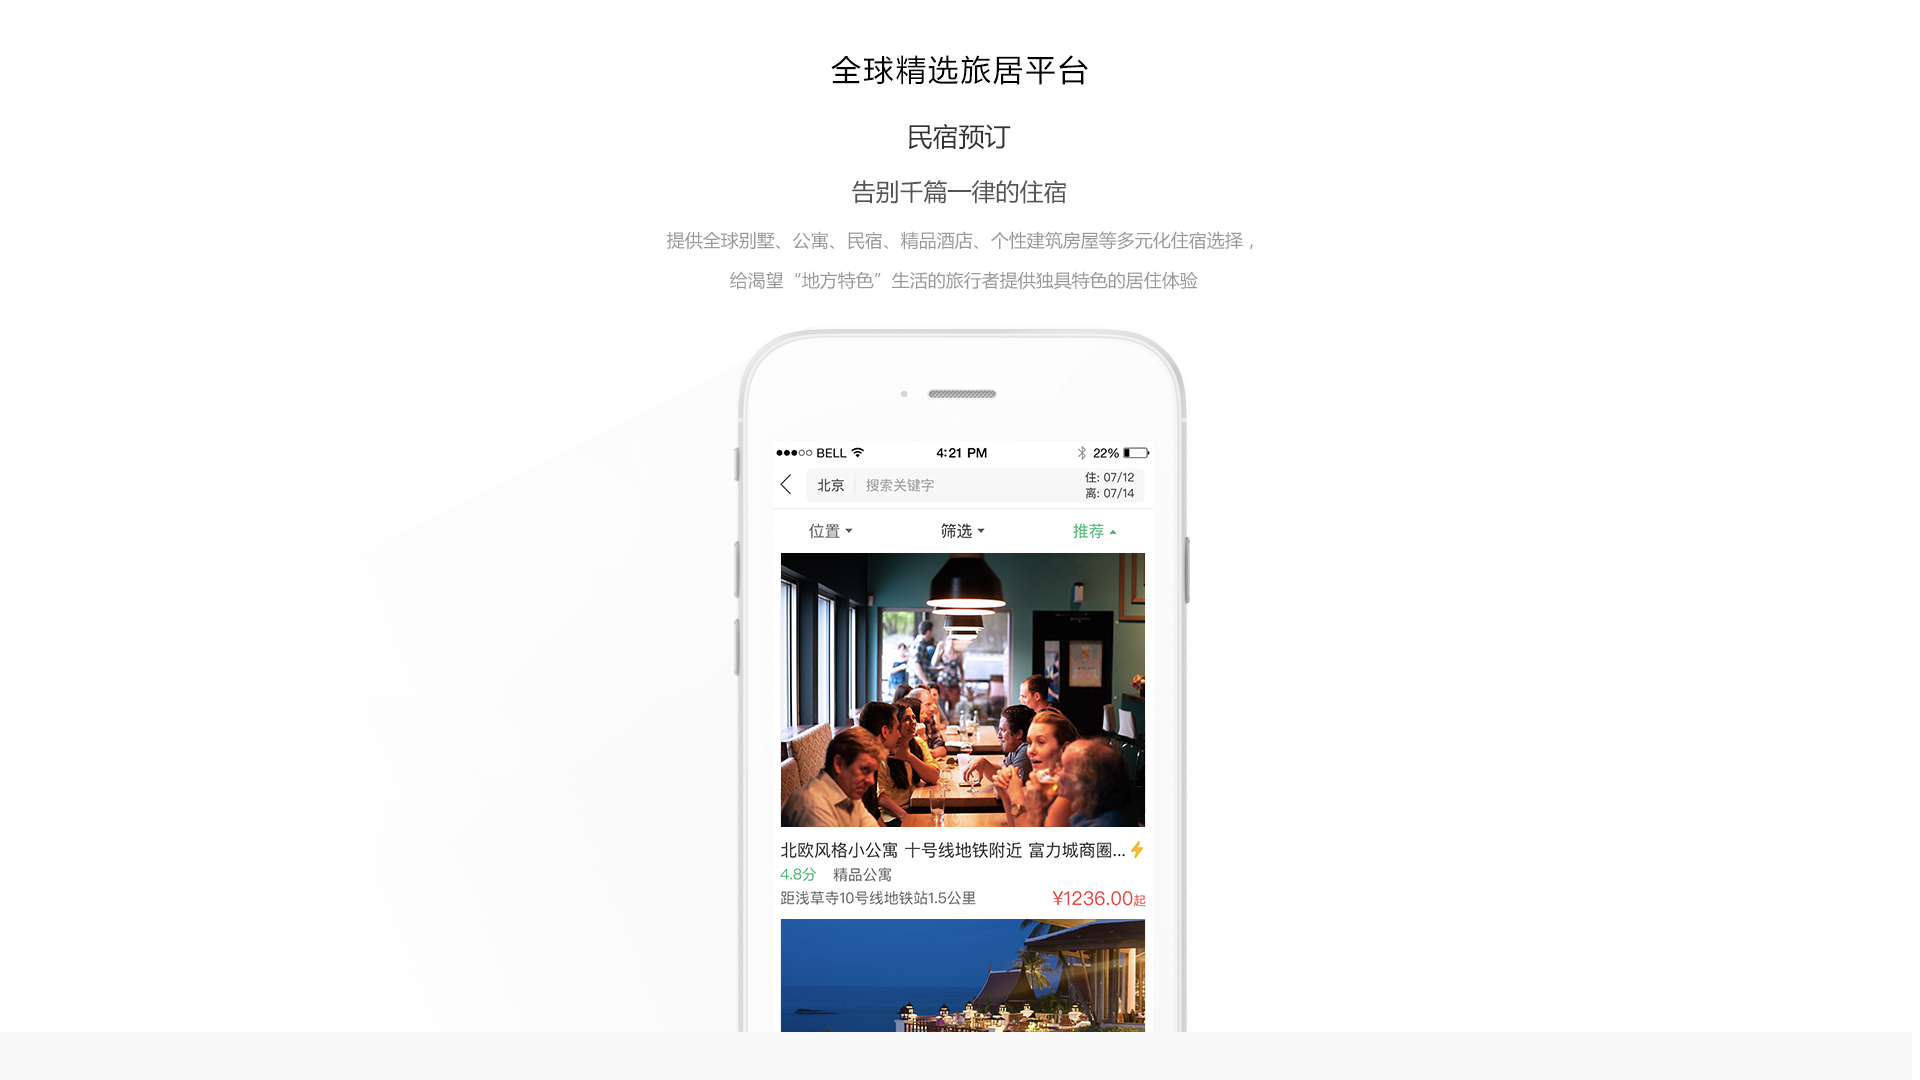 全球精选旅居平台
民宿预订
告别千篇一律的住宿
提供全球别墅、公寓、民宿、精品酒店、个性建筑房屋等多元化住宿选择，
给渴望“地方特色”生活的旅行者提供独具特色的居住体验
BELL 4:21 PM 22%
北京 搜索关键字 住: 07/12
离: 07/14
位置 筛选 推荐
北欧风格小公寓 十号线地铁附近 富力城商圈...
4.8分 精品公寓
距浅草寺10号线地铁站1.5公里 ¥1236.00起